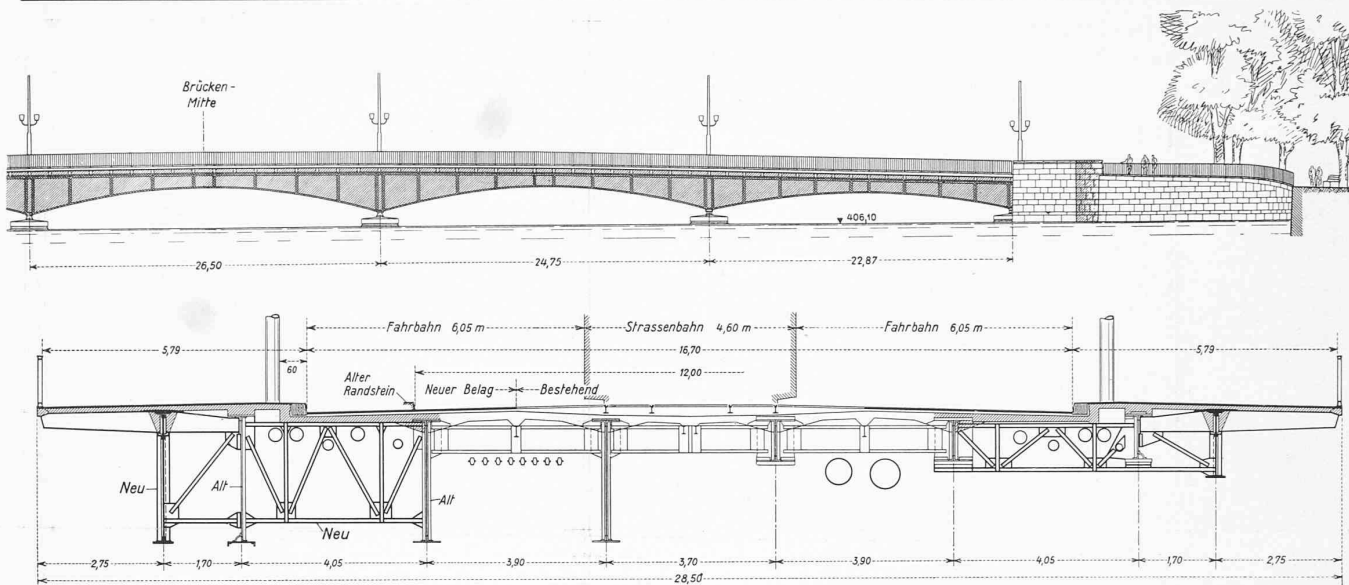 Brücken-
Mitte
406,10
26,50 24,75 22,87
Fahrbahn 6,05 m Strassenbahn 4,60 m Fahrbahn 6,05 m
5,79 16,70 5,79
60 12,00
Alter
Randstein Neuer Belag Bestehend
Neu Alt Alt
Neu
2,75 1,70 4,05 3,90 3,70 3,90 4,05 1,70 2,75
28,50